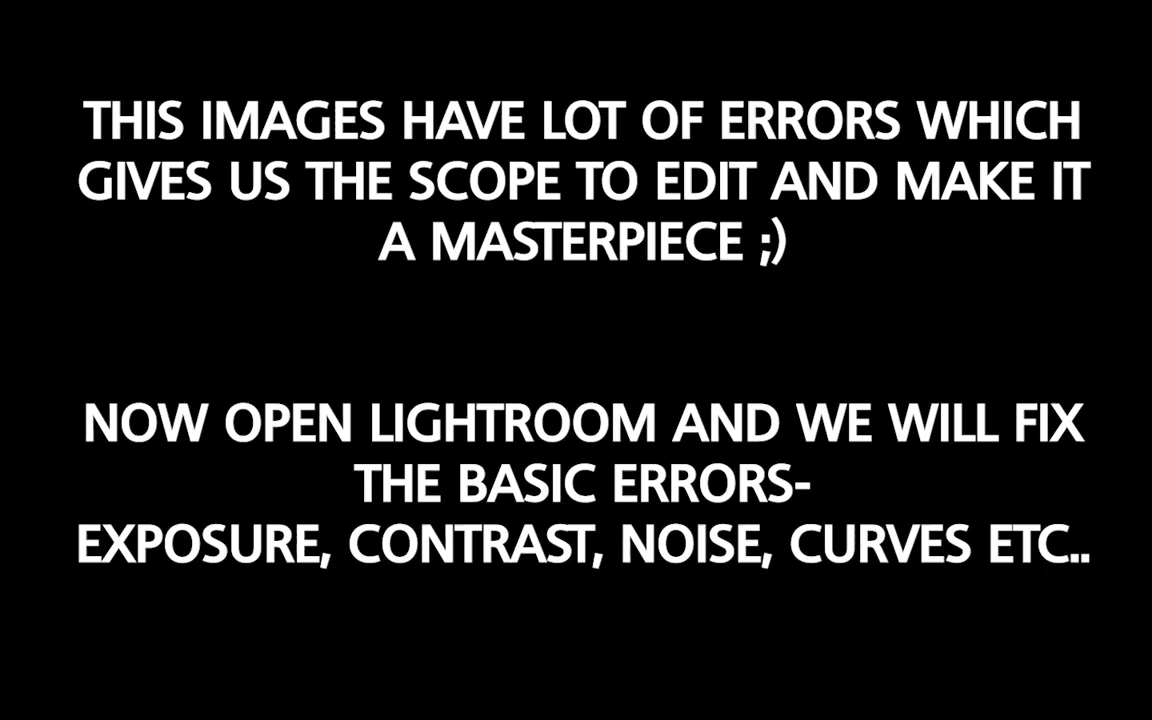 THIS IMAGES HAVE LOT OF ERRORS WHICH
GIVES US THE SCOPE TO EDIT AND MAKE IT
A MASTERPIECE ;)
NOW OPEN LIGHTROOM AND WE WILL FIX
THE BASIC ERRORS-
EXPOSURE, CONTRAST, NOISE, CURVES ETC..